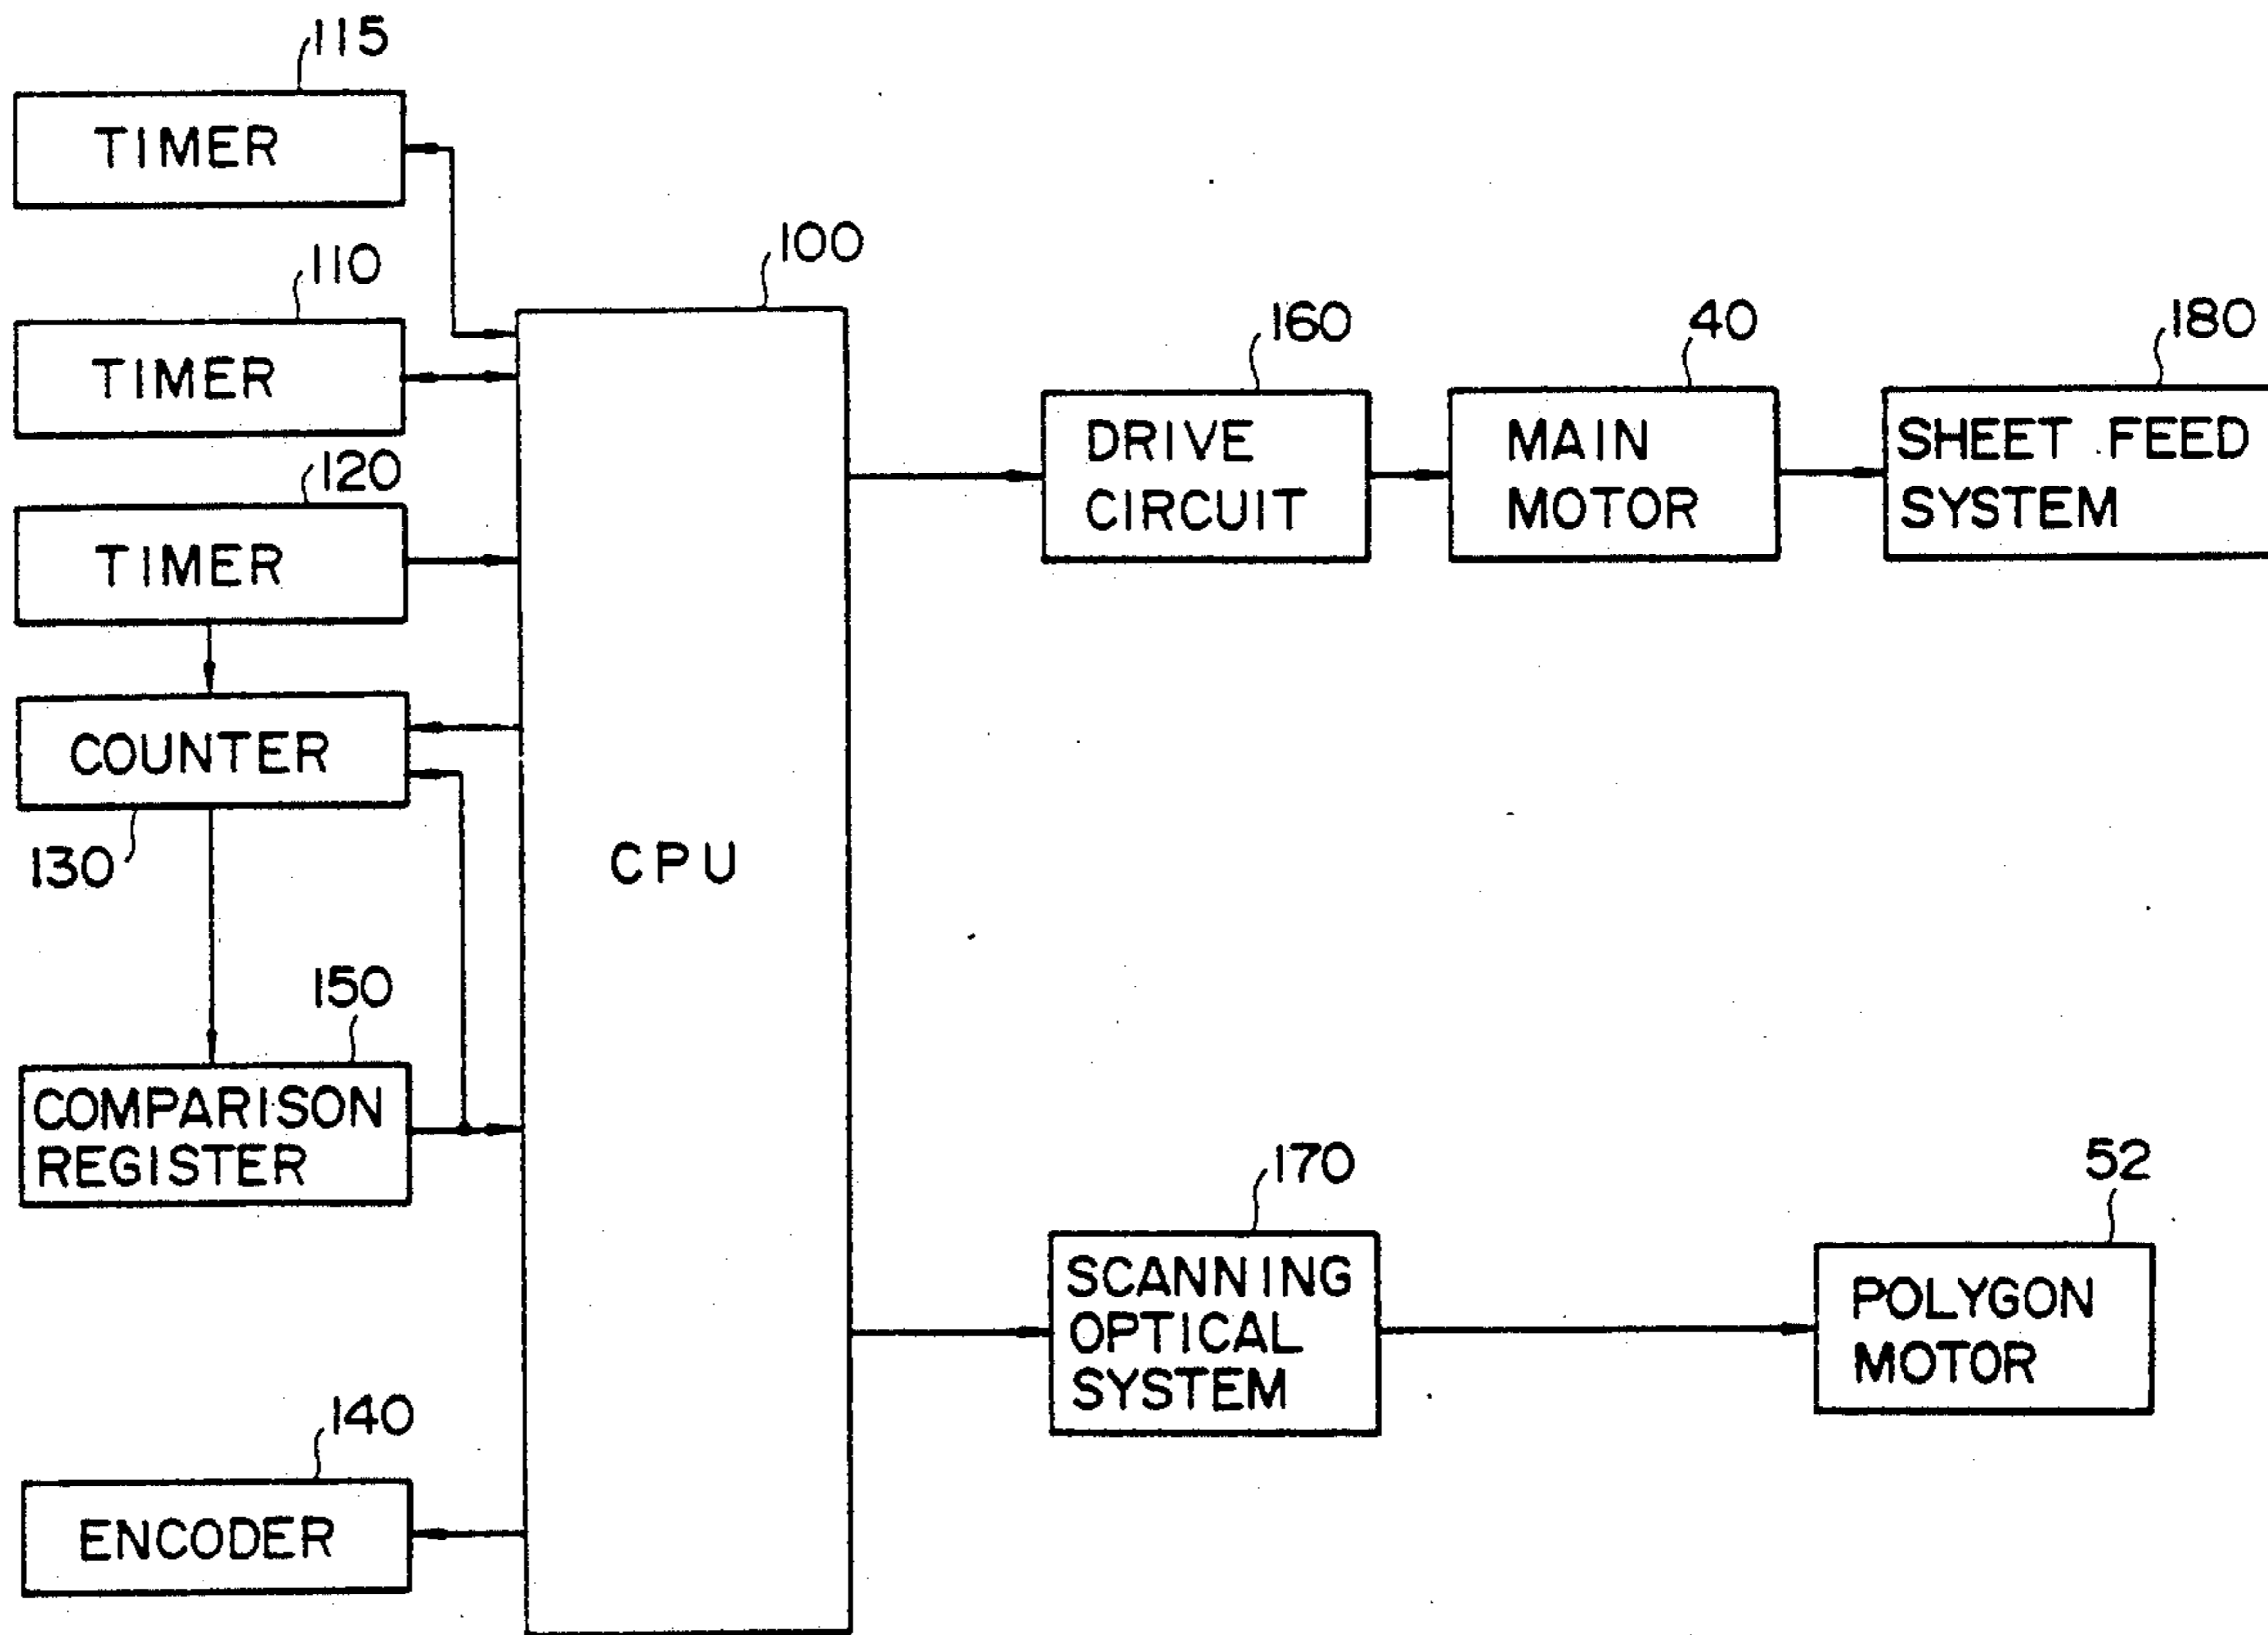 115
TIMER
110
TIMER
120
TIMER
COUNTER
130
150
COMPARISON
REGISTER
140
ENCODER
100
CPU
160
DRIVE
CIRCUIT
40
MAIN
MOTOR
180
SHEET FEED
SYSTEM
170
SCANNING
OPTICAL
SYSTEM
52
POLYGON
MOTOR